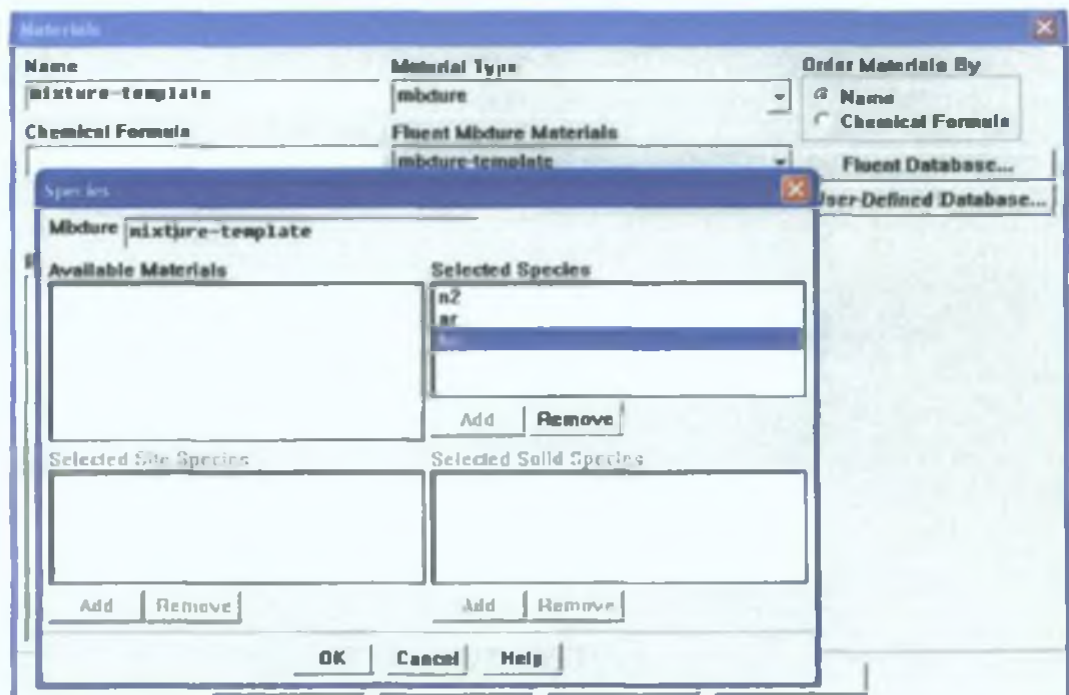 Materials
Name
mixture-template
Chemical Formula
Material Type
mixture
Fluent Mixture Materials
mixture-template
Order Materials By
Name
Chemical Formula
Fluent Database...
User-Defined Database...
Species
Mixture mixture-template
Available Materials
Selected Species
n2
ar
Add Remove
Selected Site Species
Selected Solid Species
Add Remove
Add Remove
OK Cancel Help